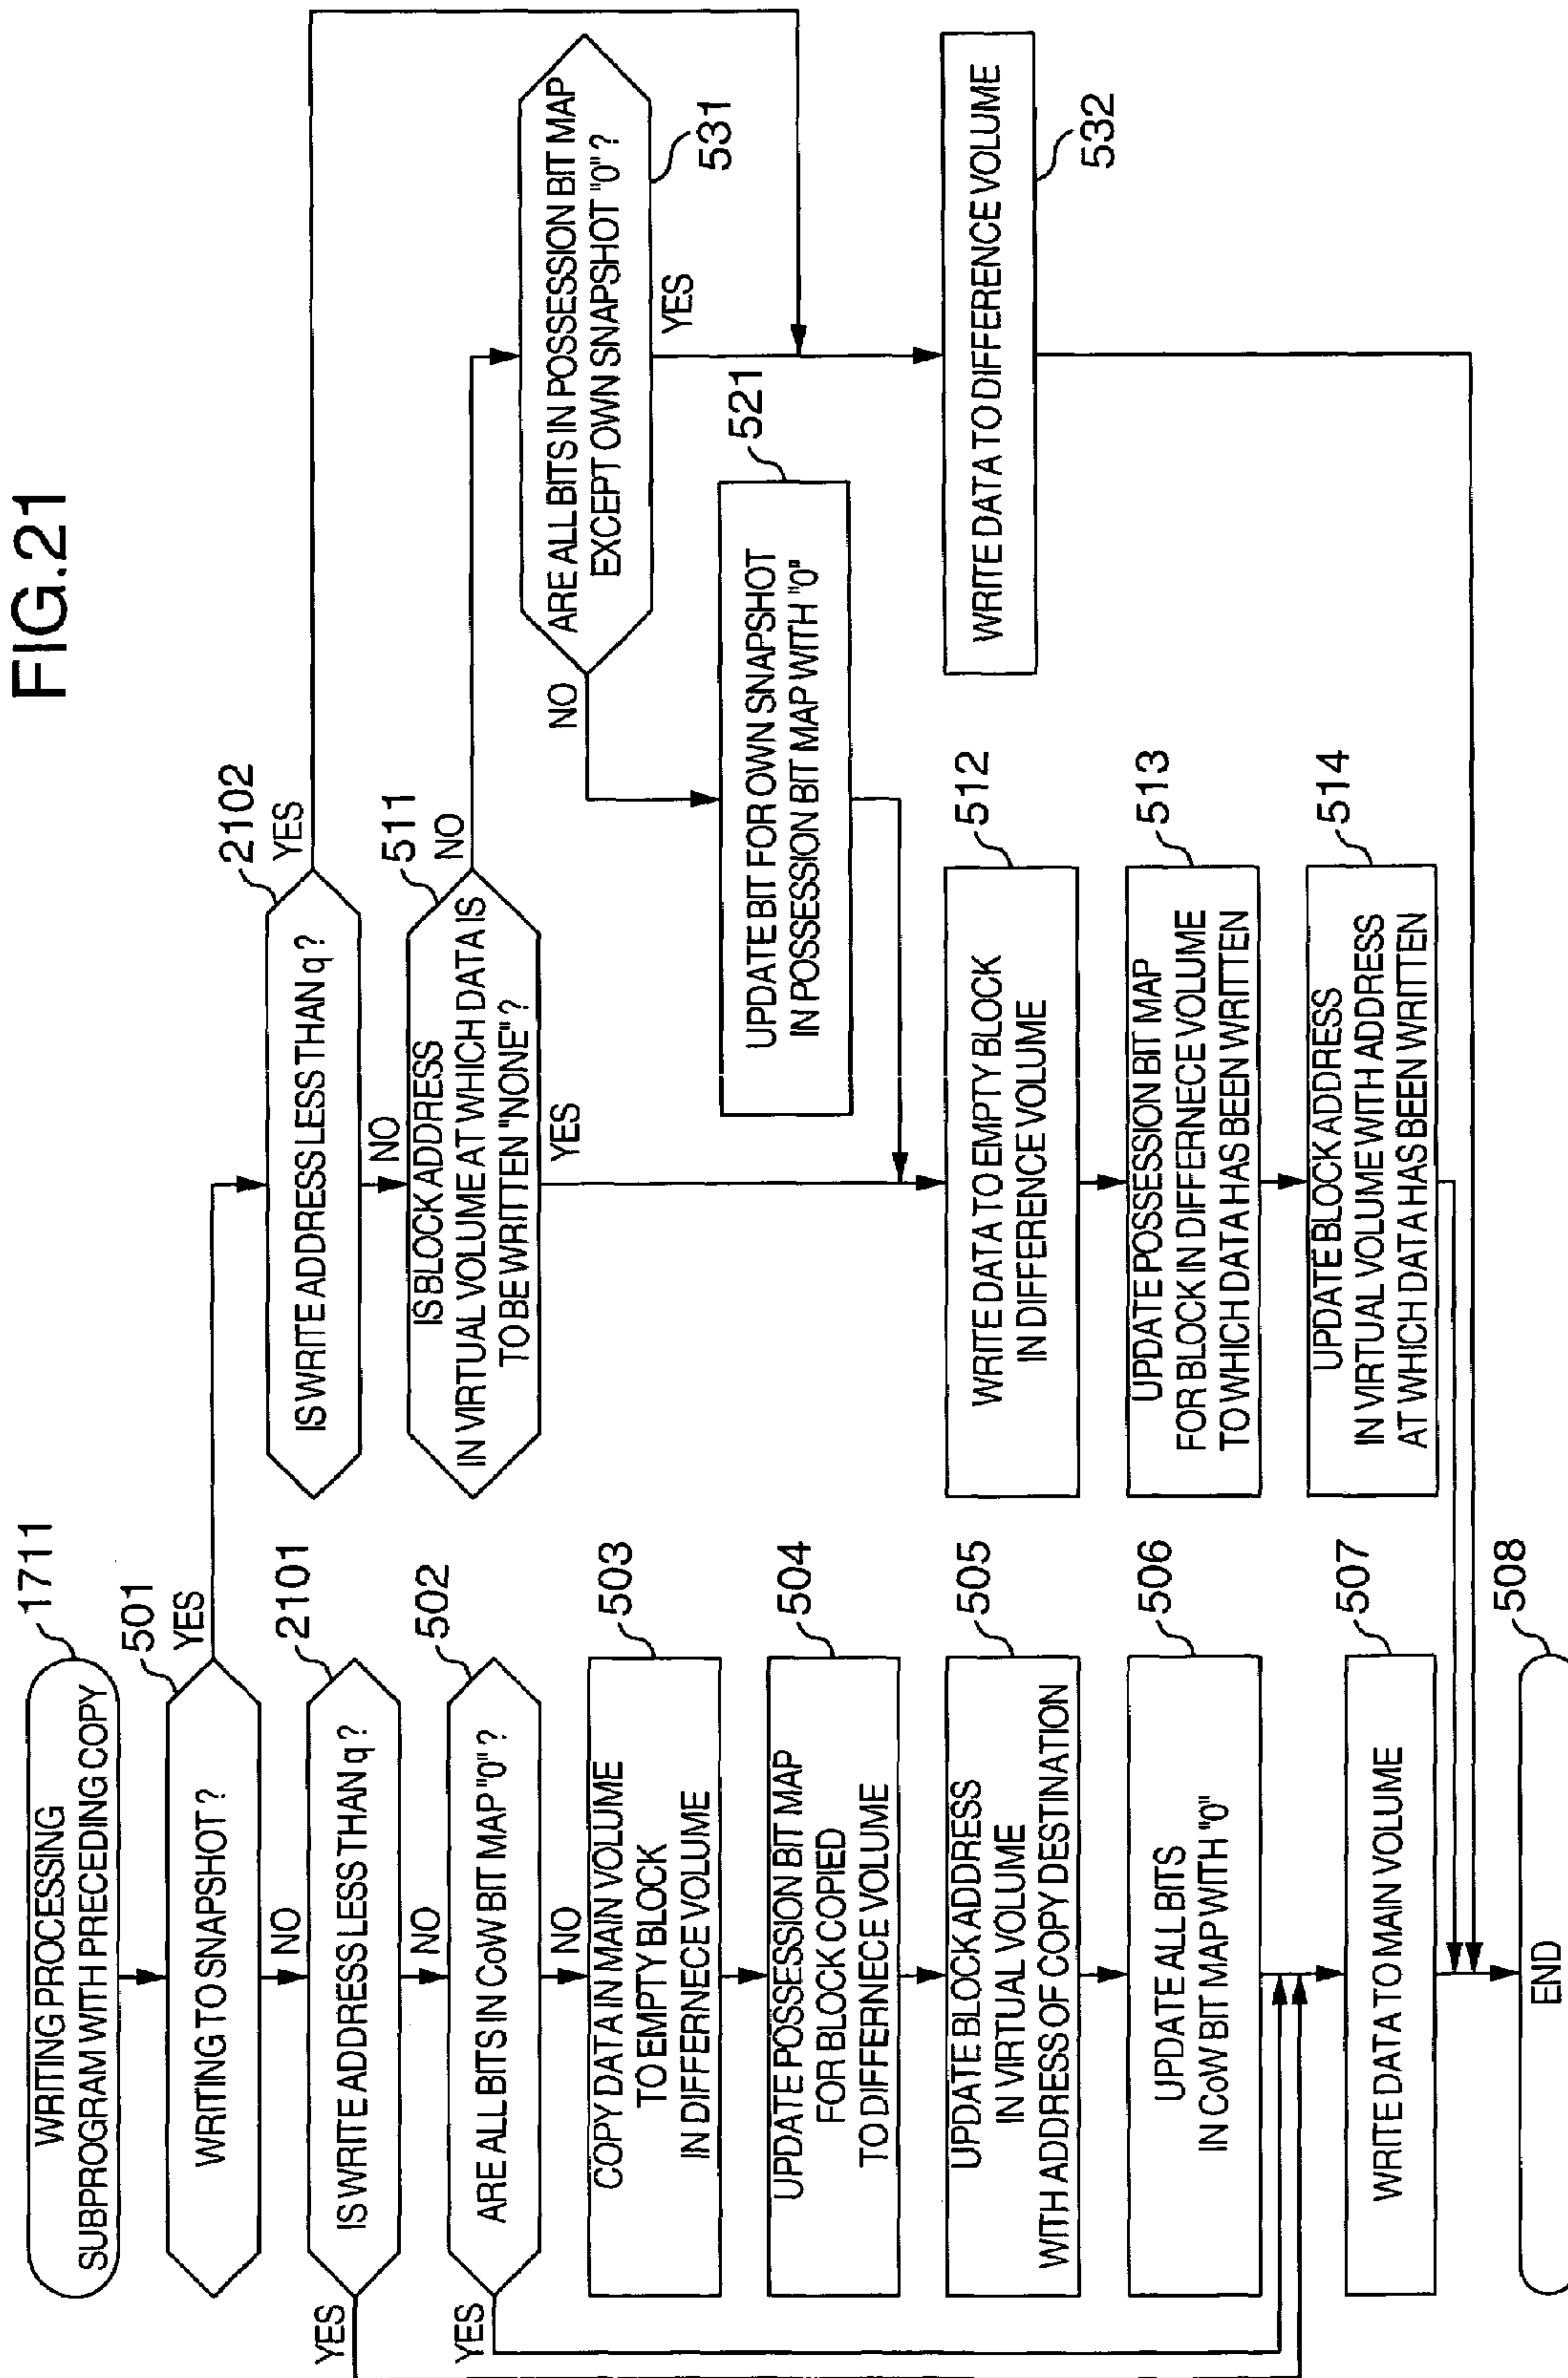 FIG.21
WRITING PROCESSING
SUBPROGRAM WITH PRECEDING COPY
1711
WRITING TO SNAPSHOT ?
501
YES
NO
IS WRITE ADDRESS LESS THAN q ?
2101
YES
NO
ARE ALL BITS IN CoW BIT MAP "0" ?
502
YES
NO
COPY DATA IN MAIN VOLUME
TO EMPTY BLOCK
IN DIFFERNECE VOLUME
503
UPDATE POSSESSION BIT MAP
FOR BLOCK COPIED
TO DIFFERNECE VOLUME
504
UPDATE BLOCK ADDRESS
IN VIRTUAL VOLUME
WITH ADDRESS OF COPY DESTINATION
505
UPDATE ALL BITS
IN CoW BIT MAP WITH "0"
506
WRITE DATA TO MAIN VOLUME
507
END
508
IS WRITE ADDRESS LESS THAN q ?
2102
YES
NO
IS BLOCK ADDRESS
IN VIRTUAL VOLUME AT WHICH DATA IS
TO BE WRITTEN "NONE" ?
511
NO
YES
ARE ALL BITS IN POSSESSION BIT MAP
EXCEPT OWN SNAPSHOT "0" ?
531
NO
YES
UPDATE BIT FOR OWN SNAPSHOT
IN POSSESSION BIT MAP WITH "0"
521
WRITE DATA TO EMPTY BLOCK
IN DIFFERENCE VOLUME
512
UPDATE POSSESSION BIT MAP
FOR BLOCK IN DIFFERNECE VOLUME
TO WHICH DATA HAS BEEN WRITTEN
513
UPDATE BLOCK ADDRESS
IN VIRTUAL VOLUME WITH ADDRESS
AT WHICH DATA HAS BEEN WRITTEN
514
WRITE DATA TO DIFFERENCE VOLUME
532